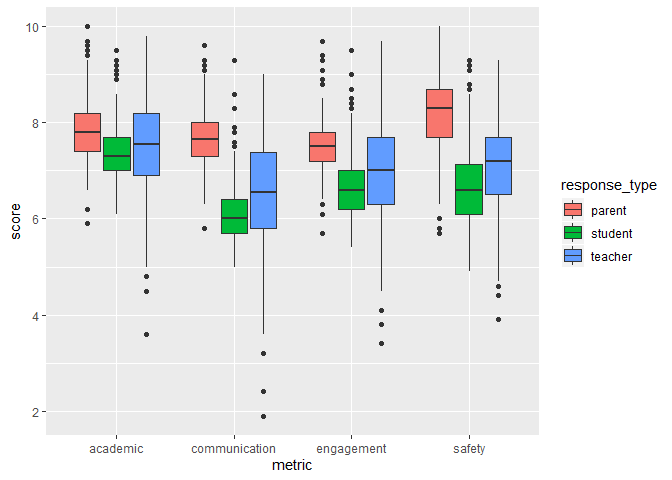 10
8
6
4
2
score
academic
communication
engagement
safety
metric
response_type
parent
student
teacher